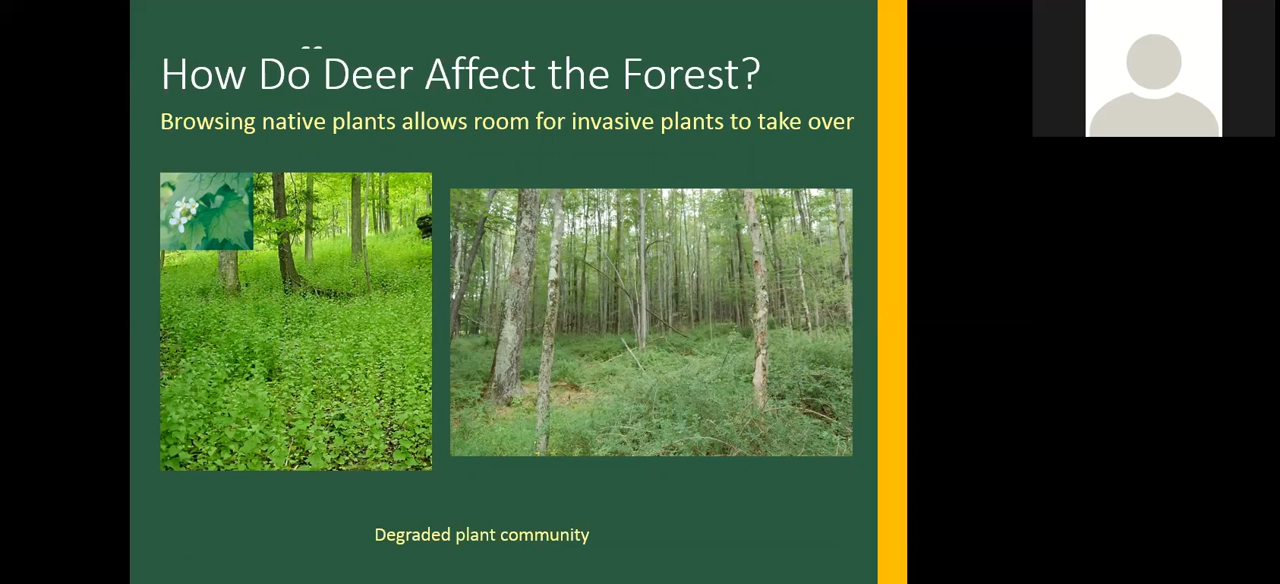 How Do Deer Affect the Forest?
Browsing native plants allows room for invasive plants to take over
Degraded plant community